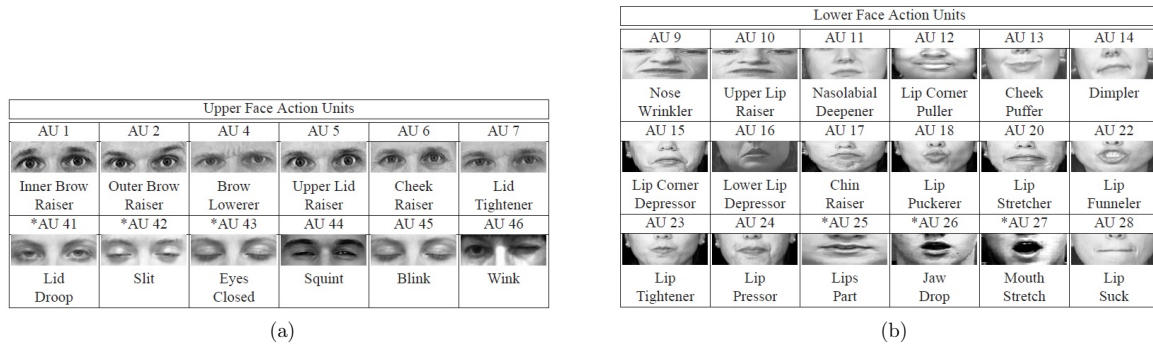 Upper Face Action Units
AU 1 AU 2 AU 4 AU 5 AU 6 AU 7
Inner Brow Outer Brow Brow Upper Lid Cheek Lid
Raiser Raiser Lowerer Raiser Raiser Tightener
*AU 41 *AU 42 *AU 43 AU 44 AU 45 AU 46
Lid Slit Eyes Squint Blink Wink
Droop Closed
(a)
Lower Face Action Units
AU 9 AU 10 AU 11 AU 12 AU 13 AU 14
Nose Upper Lip Nasolabial Lip Corner Cheek Dimpler
Wrinkler Raiser Deepener Puller Puffer
AU 15 AU 16 AU 17 AU 18 AU 20 AU 22
Lip Corner Lower Lip Chin Lip Lip Lip
Depressor Depressor Raiser Puckerer Stretcher Funneler
AU 23 AU 24 *AU 25 *AU 26 *AU 27 AU 28
Lip Lip Lips Jaw Mouth Lip
Tightener Pressor Part Drop Stretch Suck
(b)